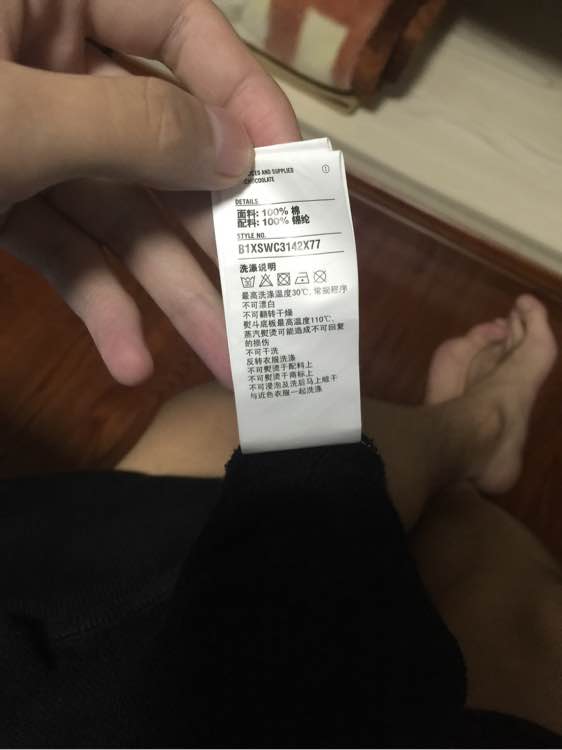 AND SUPPLIED
CHOCOOLATE
DETAILS
面料: 100% 棉
配料: 100% 锦纶
STYLE NO.
B1XSWC3142X77
洗涤说明
最高洗涤温度30℃, 常规程序
不可漂白
不可翻转干燥
熨斗底板最高温度110℃,
蒸汽熨烫可能造成不可回复
的损伤
不可干洗
反转衣服洗涤
不可熨烫于配料上
不可熨烫于商标上
不可浸泡及洗后马上晾干
与近色衣服一起洗涤